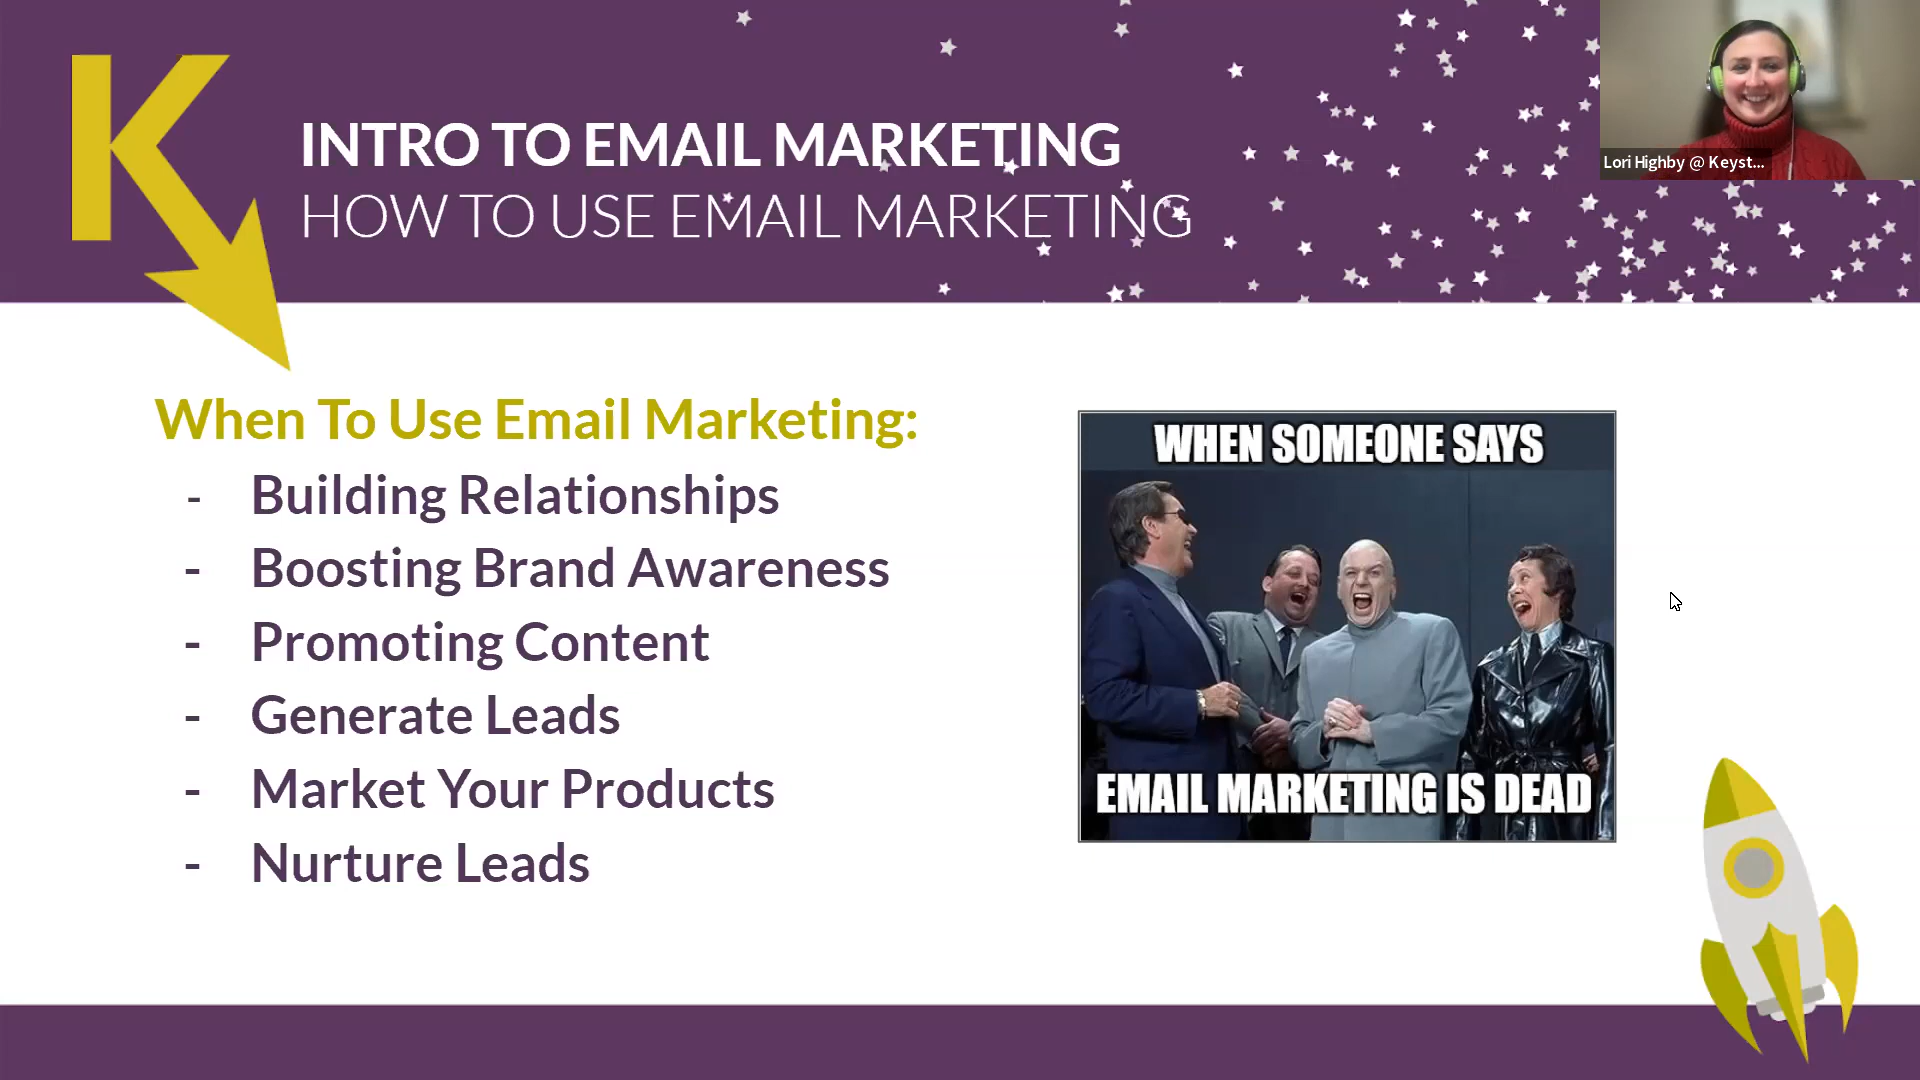 K
INTRO TO EMAIL MARKETING
HOW TO USE EMAIL MARKETING
Lori Highby @ Keyst...
When To Use Email Marketing:
- Building Relationships
- Boosting Brand Awareness
- Promoting Content
- Generate Leads
- Market Your Products
- Nurture Leads
WHEN SOMEONE SAYS
EMAIL MARKETING IS DEAD